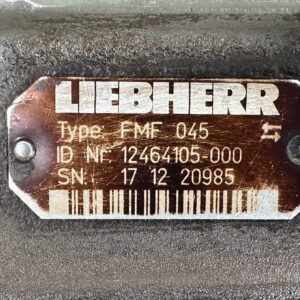 LIEBHERR
Type: FMF 045
ID Nr. 12464105-000
SN. 17 12 20985